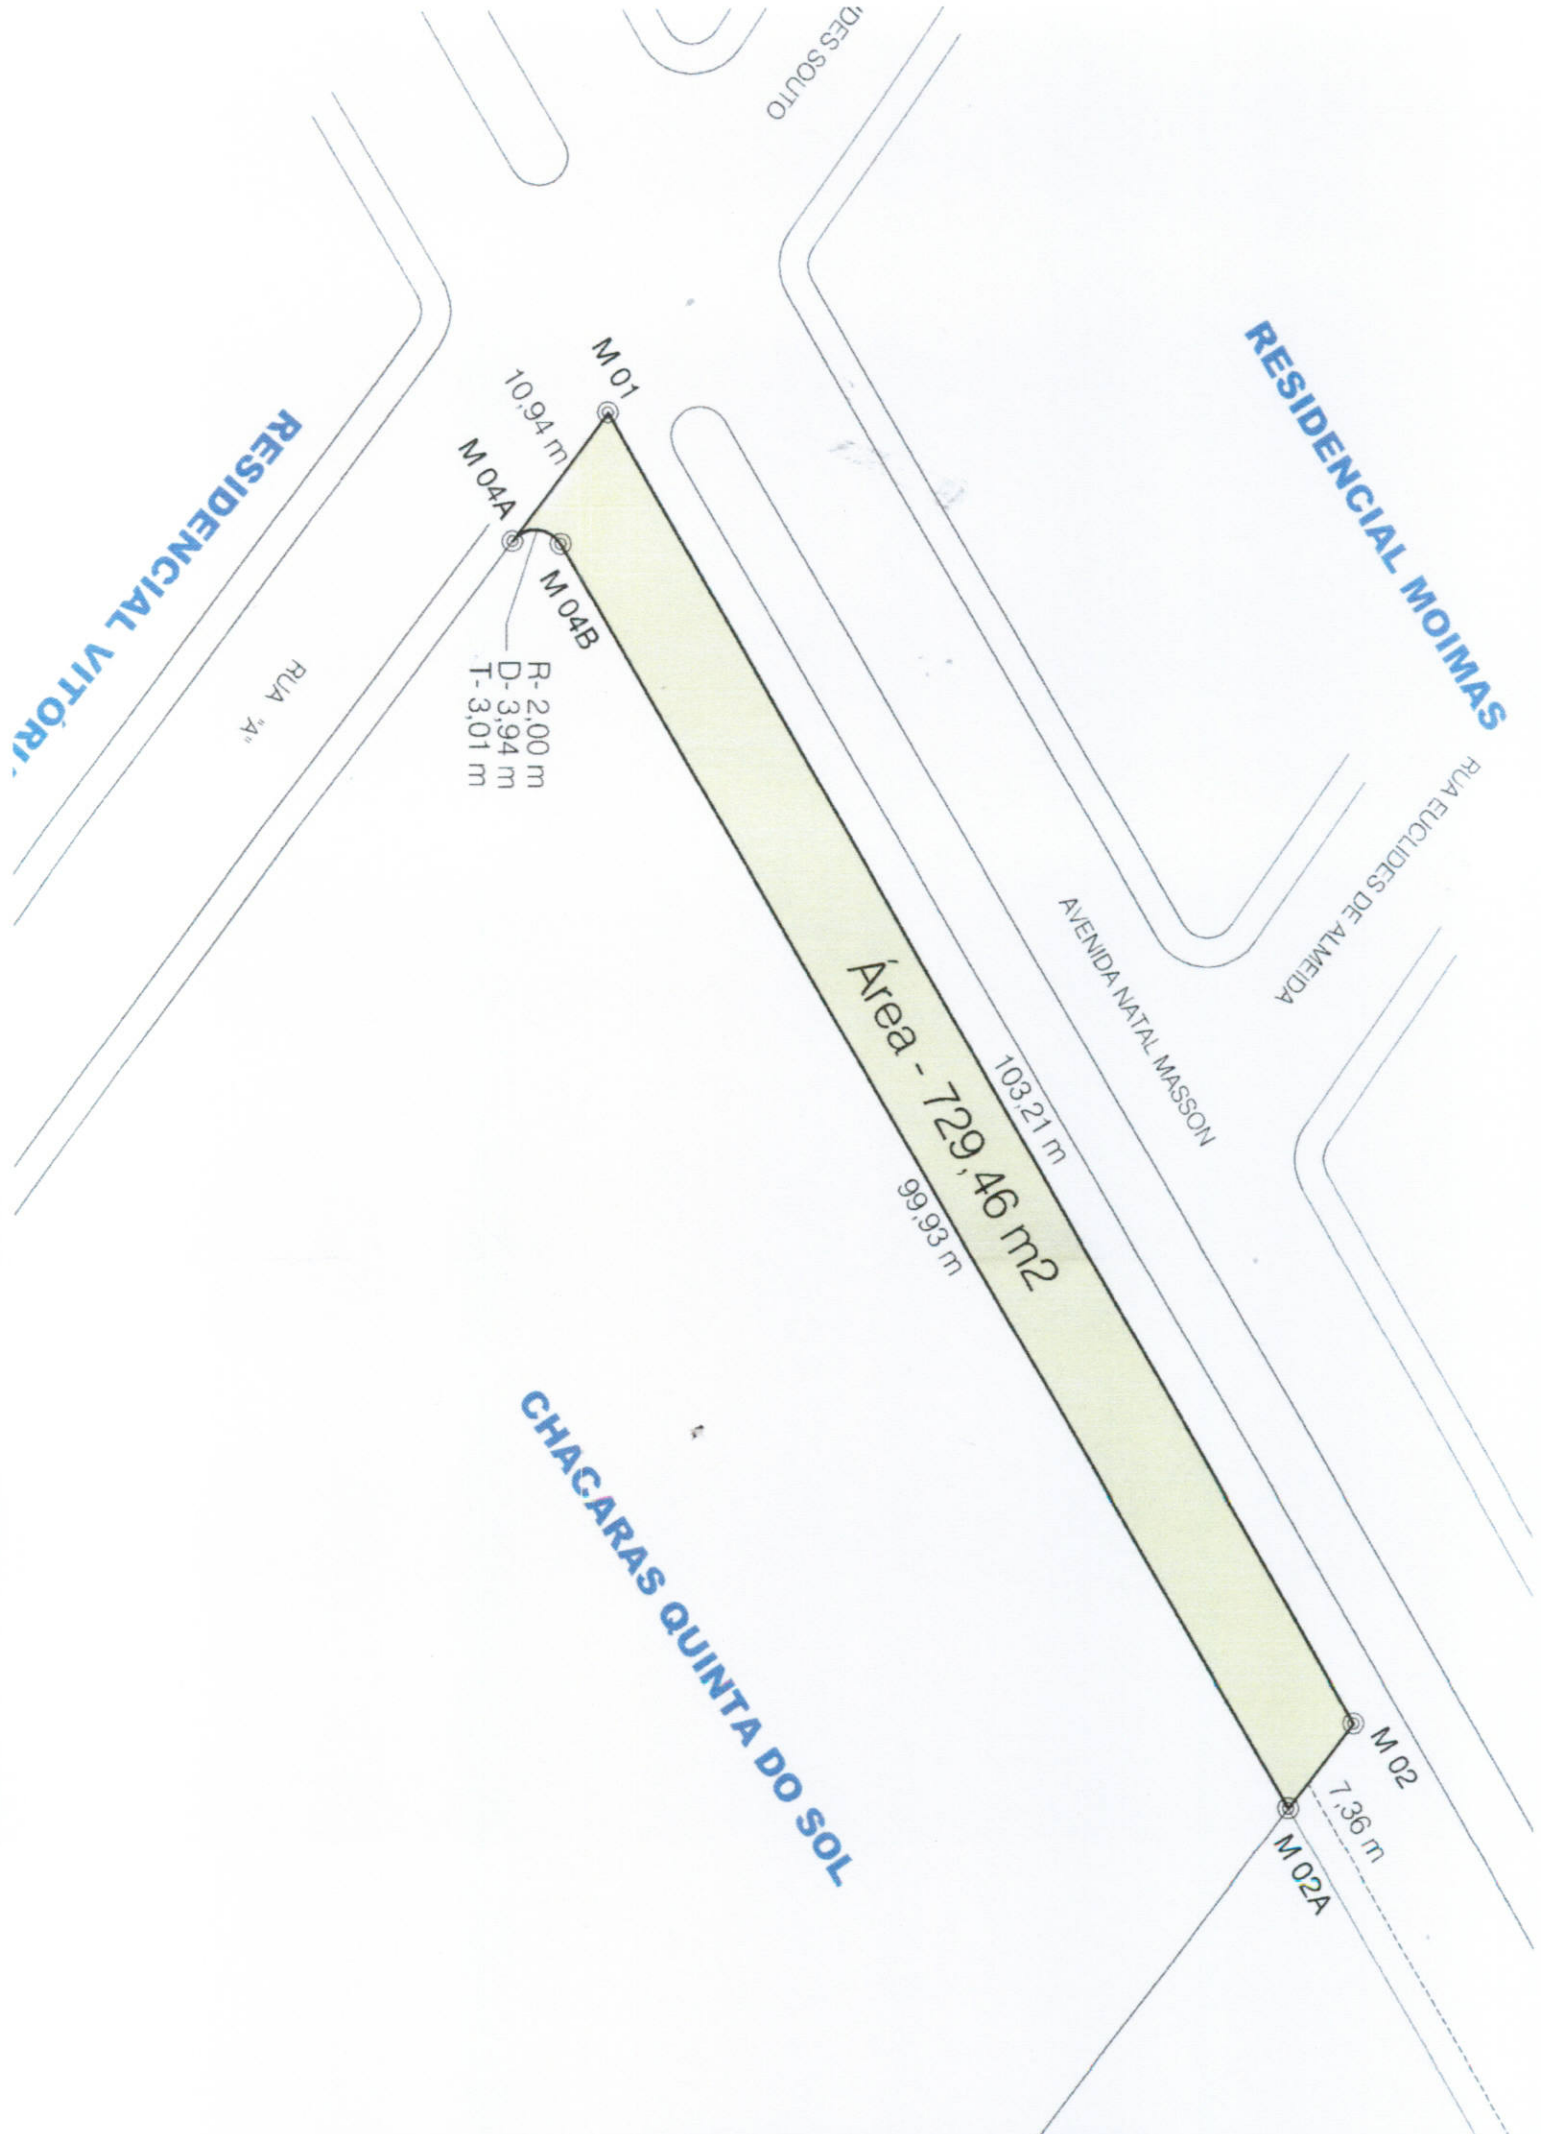 DES SOUTO
RESIDENCIAL MOIMAS
RUA EUCLIDES DE ALMEIDA
AVENIDA NATAL MASSON
M 01
10,94 m
M 04A
M 04B
R- 2,00 m
D- 3,94 m
T- 3,01 m
RESIDENCIAL VITÓRI
RUA "A"
Área - 729,46 m2
103,21 m
99,93 m
M 02
7,36 m
M 02A
CHACARAS QUINTA DO SOL